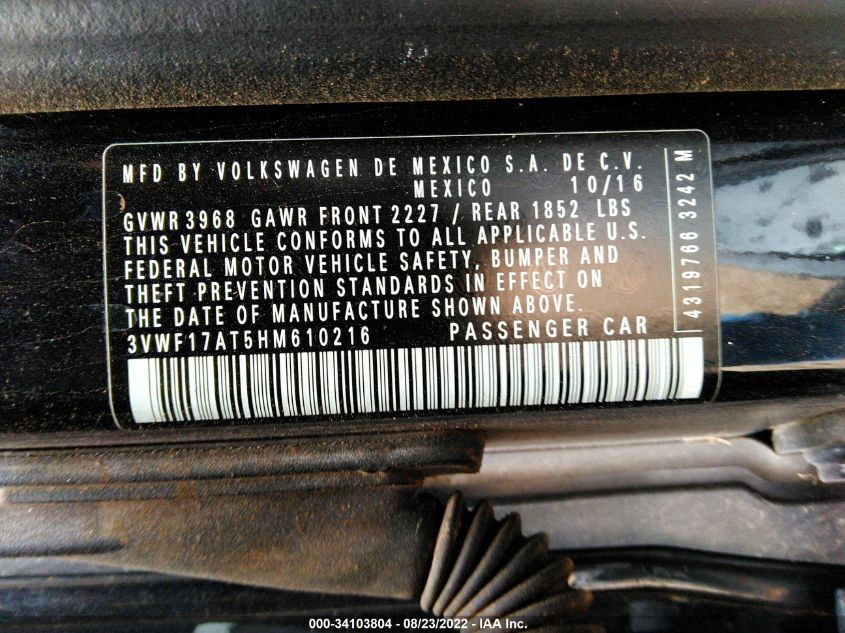 MFD BY VOLKSWAGEN DE MEXICO S.A. DE C.V.
MEXICO 10/16
GVWR 3968 GAWR FRONT 2227 / REAR 1852 LBS
THIS VEHICLE CONFORMS TO ALL APPLICABLE U.S.
FEDERAL MOTOR VEHICLE SAFETY, BUMPER AND
THEFT PREVENTION STANDARDS IN EFFECT ON
THE DATE OF MANUFACTURE SHOWN ABOVE.
3VWF17AT5HM610216 PASSENGER CAR
4319766 3242 M
000-34103804 - 08/23/2022 - IAA Inc.